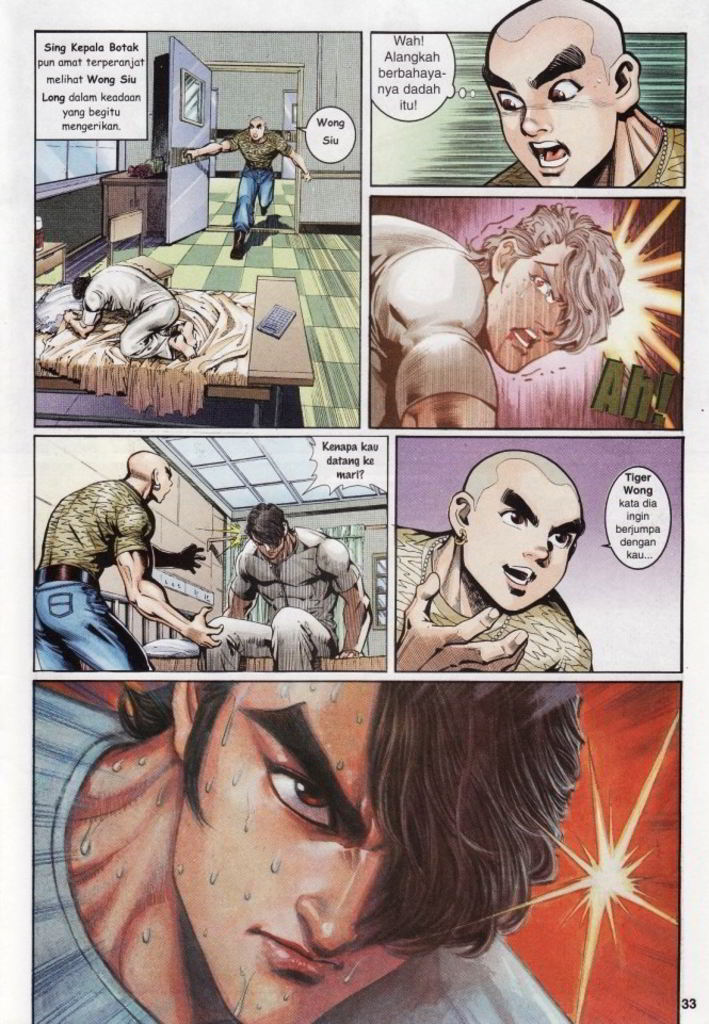 Sing Kepala Botak
pun amat terperanjat
melihat Wong Siu
Long dalam keadaan
yang begitu
mengerikan.
Wong
Siu
Wah!
Alangkah
berbahaya-
nya dadah
itu!
Ah!
Kenapa kau
datang ke
mari?
Tiger
Wong
kata dia
ingin
berjumpa
dengan
kau...
33